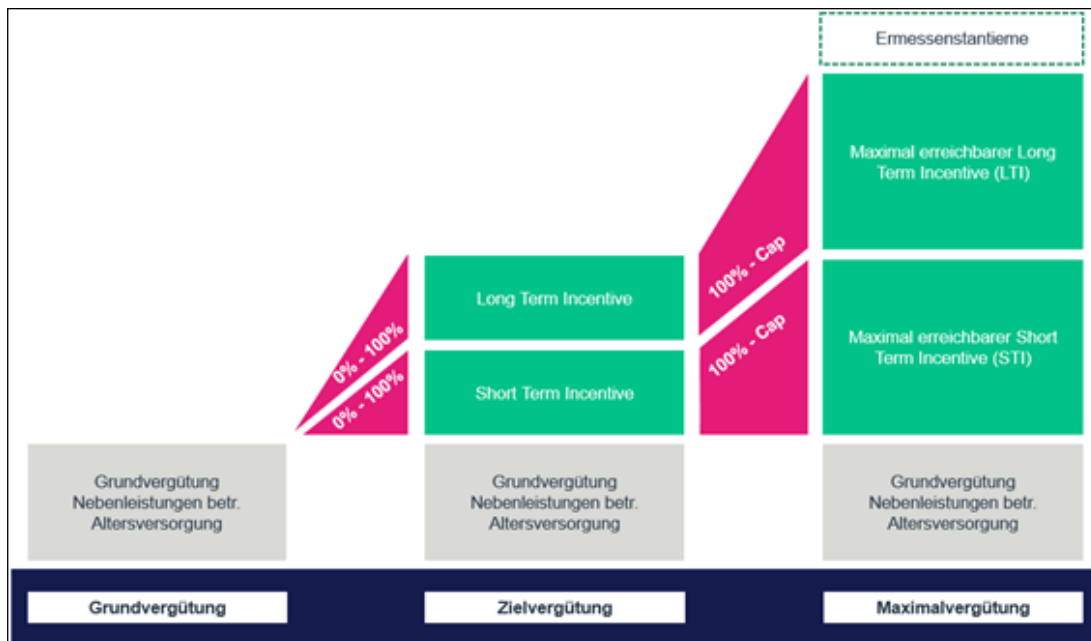 Ermessenstantieme
Maximal erreichbarer Long
Term Incentive (LTI)
100% - Cap
Long Term Incentive
0% - 100%
100% - Cap
Maximal erreichbarer Short
Term Incentive (STI)
0% - 100%
Short Term Incentive
Grundvergütung
Nebenleistungen betr.
Altersversorgung
Grundvergütung
Nebenleistungen betr.
Altersversorgung
Grundvergütung
Nebenleistungen betr.
Altersversorgung
Grundvergütung
Zielvergütung
Maximalvergütung